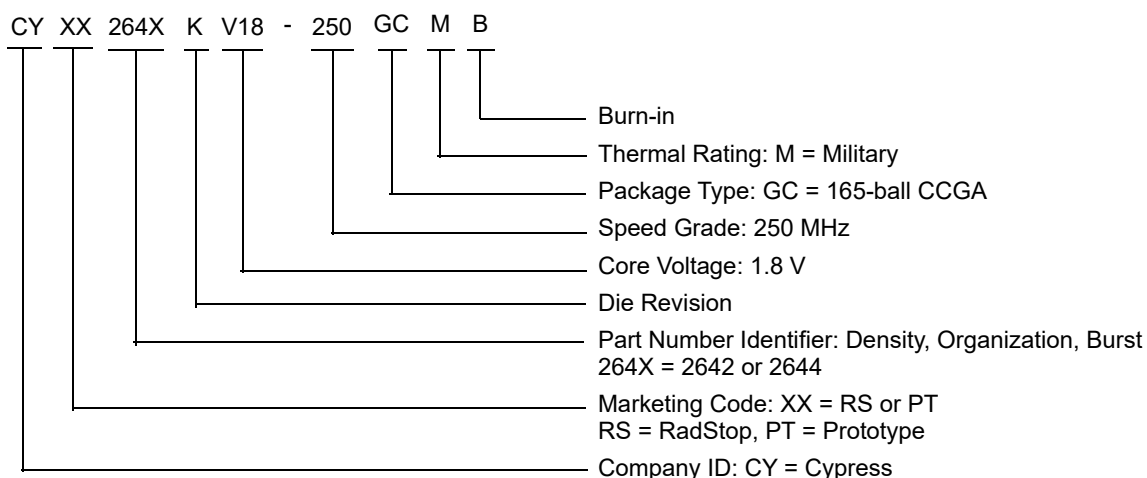 CY XX 264X K V18 - 250 GC M B
Burn-in
Thermal Rating: M = Military
Package Type: GC = 165-ball CCGA
Speed Grade: 250 MHz
Core Voltage: 1.8 V
Die Revision
Part Number Identifier: Density, Organization, Burst
264X = 2642 or 2644
Marketing Code: XX = RS or PT
RS = RadStop, PT = Prototype
Company ID: CY = Cypress